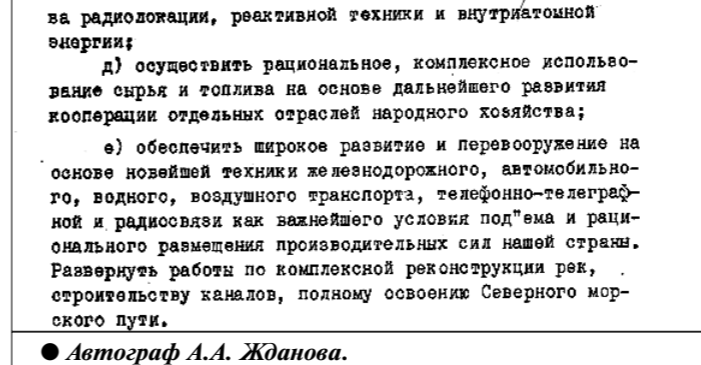 ва радиолокации, реактивной техники и внутриатомной
энергии;
д) осуществить рациональное, комплексное использо-
вание сырья и топлива на основе дальнейшего развития
кооперации отдельных отраслей народного хозяйства;
е) обеспечить широкое развитие и перевооружение на
основе новейшей техники железнодорожного, автомобильно-
го, водного, воздушного транспорта, телефонно-телеграф-
ной и радиосвязи как важнейшего условия под"ема и раци-
онального размещения производительных сил нашей страны.
Развернуть работы по комплексной реконструкции рек,
строительству каналов, полному освоению Северного мор-
ского пути.
● Автограф А.А. Жданова.